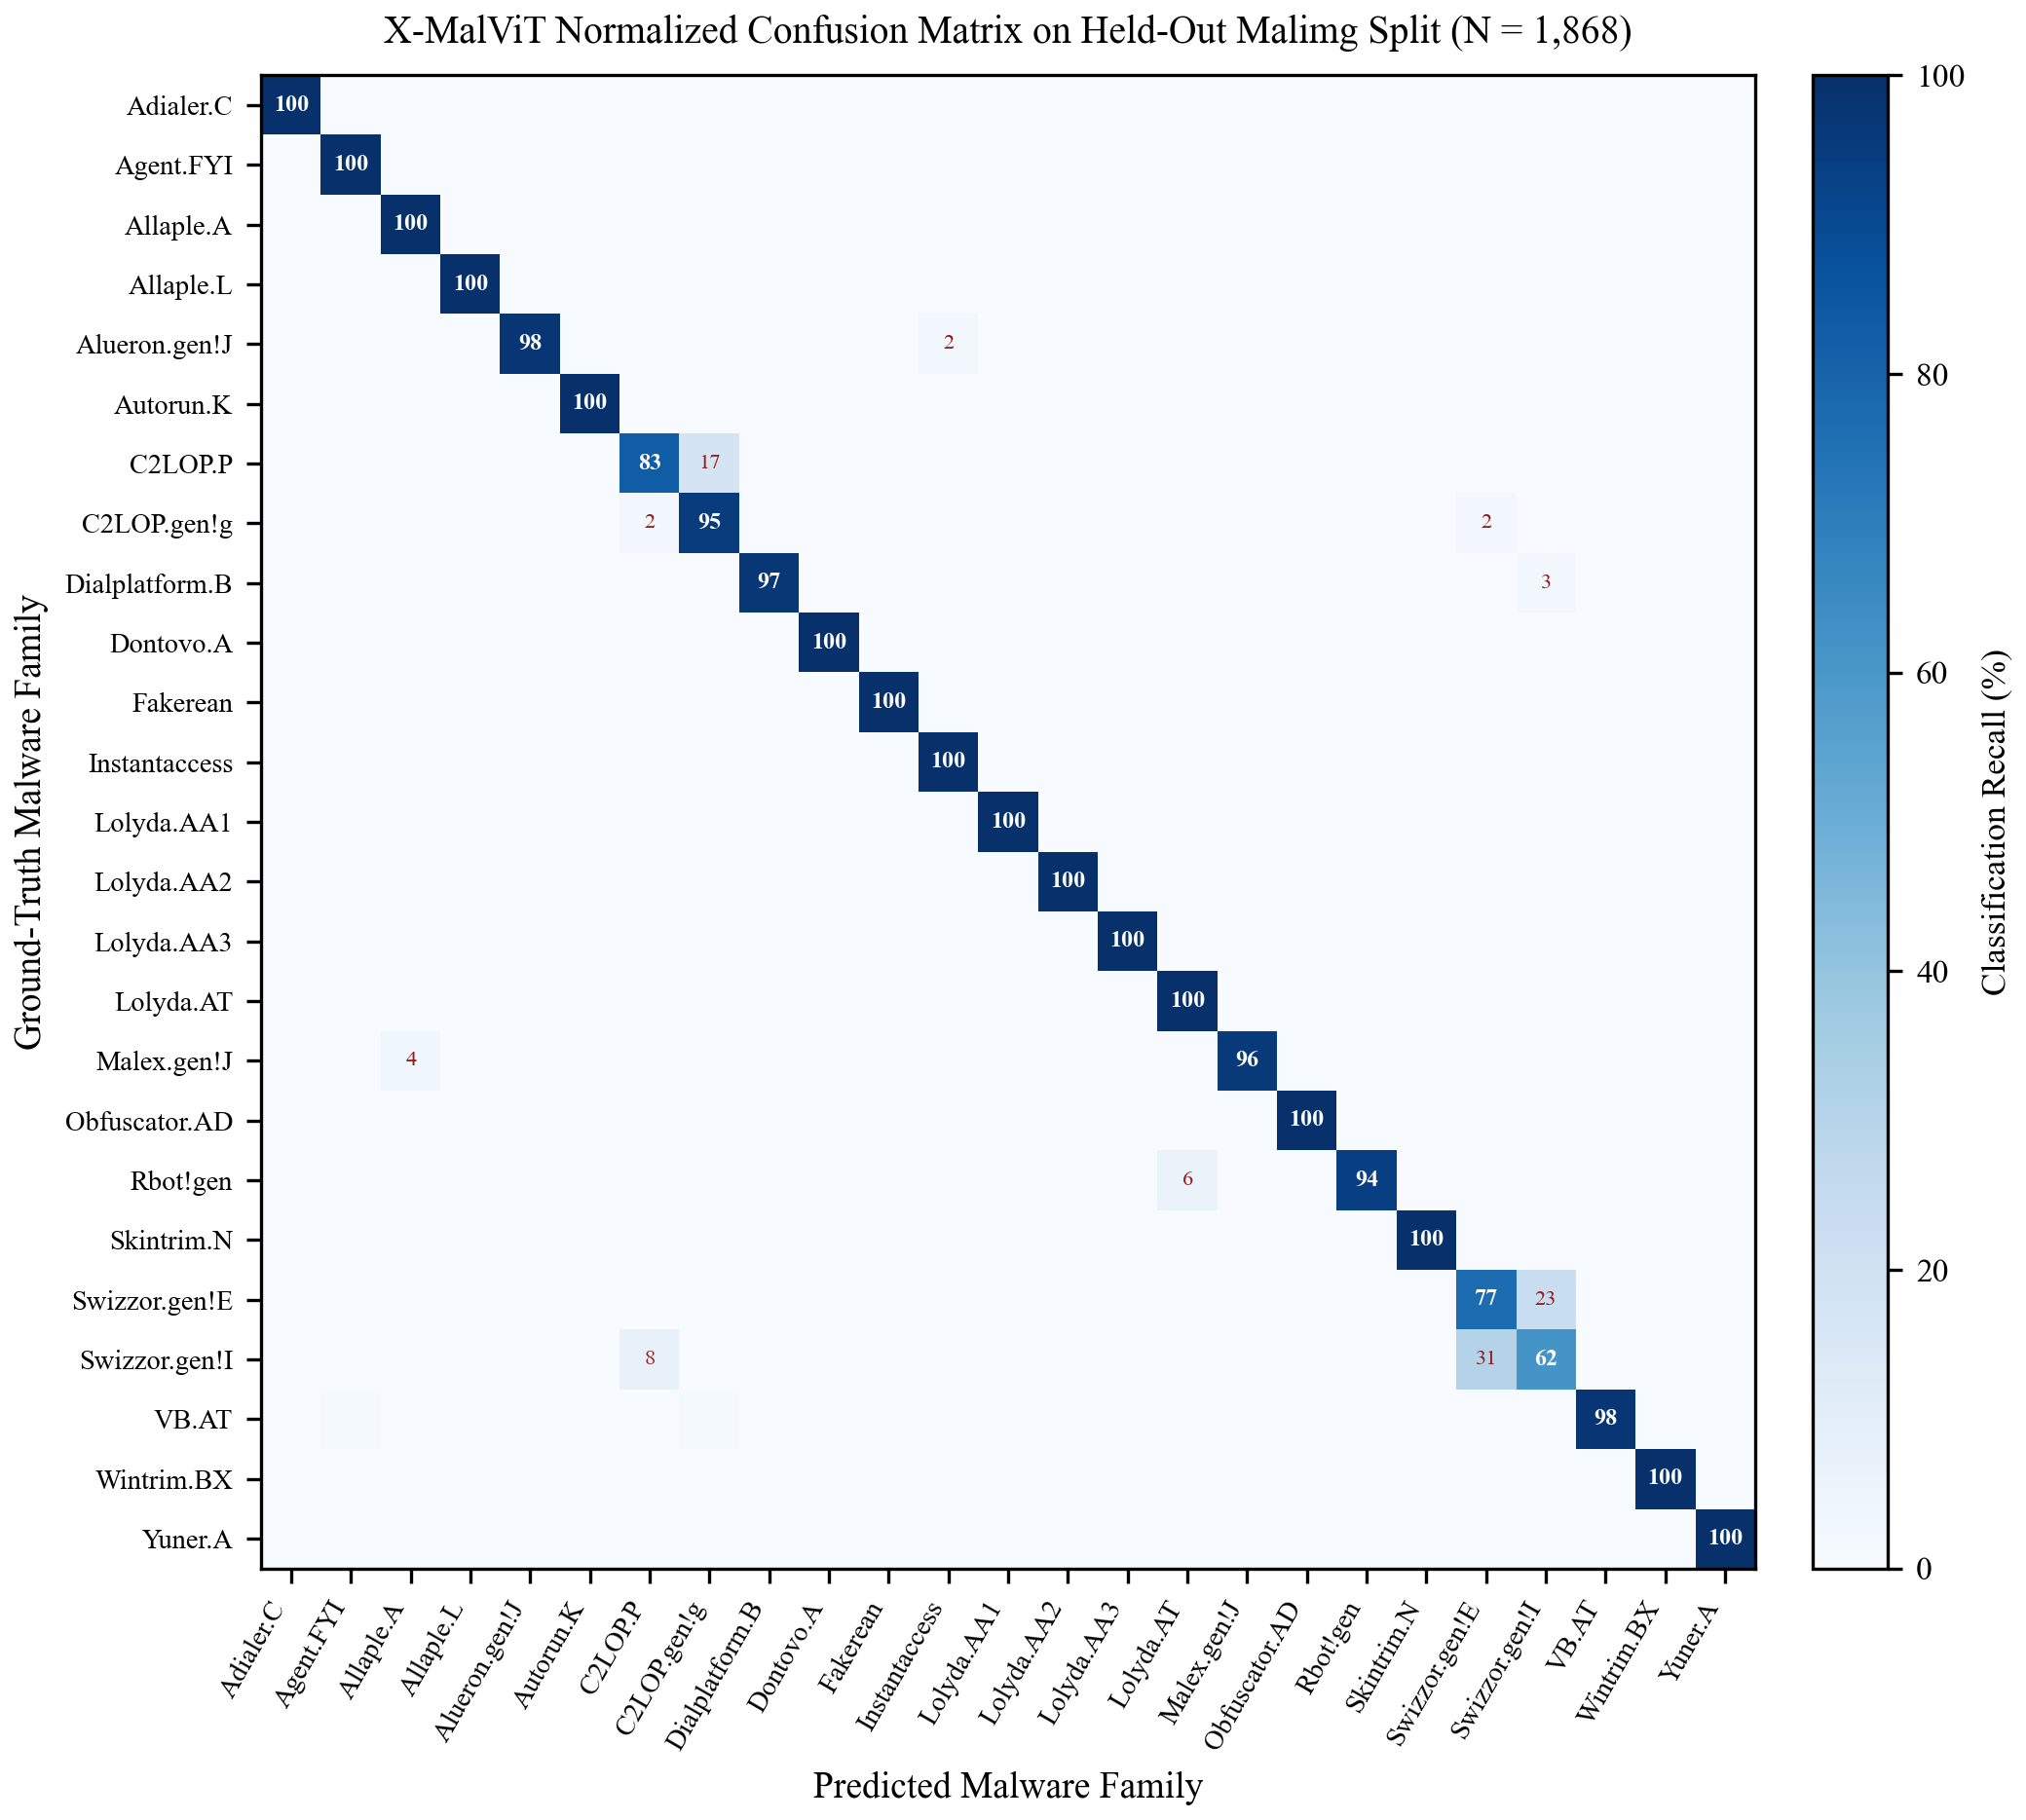 X-MalViT Normalized Confusion Matrix on Held-Out Malimg Split (N = 1,868)
Ground-Truth Malware Family
Adialer.C 100
Agent.FYI 100
Allaple.A 100
Allaple.L 100
Alueron.gen!J 98 2
Autorun.K 100
C2LOP.P 83 17
C2LOP.gen!g 2 95 2
Dialplatform.B 97 3
Dontovo.A 100
Fakerean 100
Instantaccess 100
Lolyda.AA1 100
Lolyda.AA2 100
Lolyda.AA3 100
Lolyda.AT 100
Malex.gen!J 4 96
Obfuscator.AD 100
Rbot!gen 6 94
Skintrim.N 100
Swizzor.gen!E 77 23
Swizzor.gen!I 8 31 62
VB.AT 98
Wintrim.BX 100
Yuner.A 100
Adialer.C
Agent.FYI
Allaple.A
Allaple.L
Alueron.gen!J
Autorun.K
C2LOP.P
C2LOP.gen!g
Dialplatform.B
Dontovo.A
Fakerean
Instantaccess
Lolyda.AA1
Lolyda.AA2
Lolyda.AA3
Lolyda.AT
Malex.gen!J
Obfuscator.AD
Rbot!gen
Skintrim.N
Swizzor.gen!E
Swizzor.gen!I
VB.AT
Wintrim.BX
Yuner.A
Predicted Malware Family
100
80
60
40
20
0
Classification Recall (%)